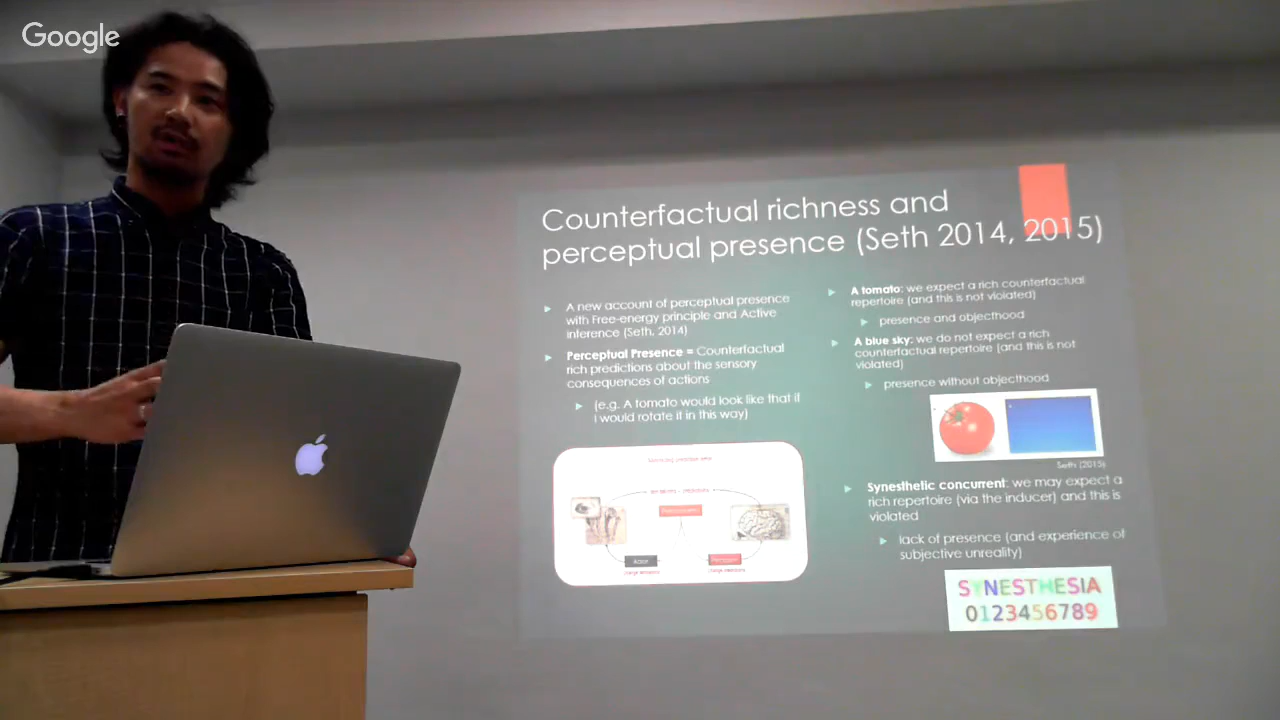 Google
Counterfactual richness and
perceptual presence (Seth 2014, 2015)
A new account of perceptual presence
with Free-energy principle and Active
inference (Seth, 2014)
Perceptual Presence = Counterfactual
rich predictions about the sensory
consequences of actions
(e.g. A tomato would look like that if
I would rotate it in this way)
A tomato: we expect a rich counterfactual
repertoire (and this is not violated)
presence and objecthood
A blue sky: we do not expect a rich
counterfactual repertoire (and this is not
violated)
presence without objecthood
Seth (2015)
Synesthetic concurrent: we may expect a
rich repertoire (via the inducer) and this is
violated
lack of presence (and experience of
subjective unreality)
SYNESTHESIA
0123456789